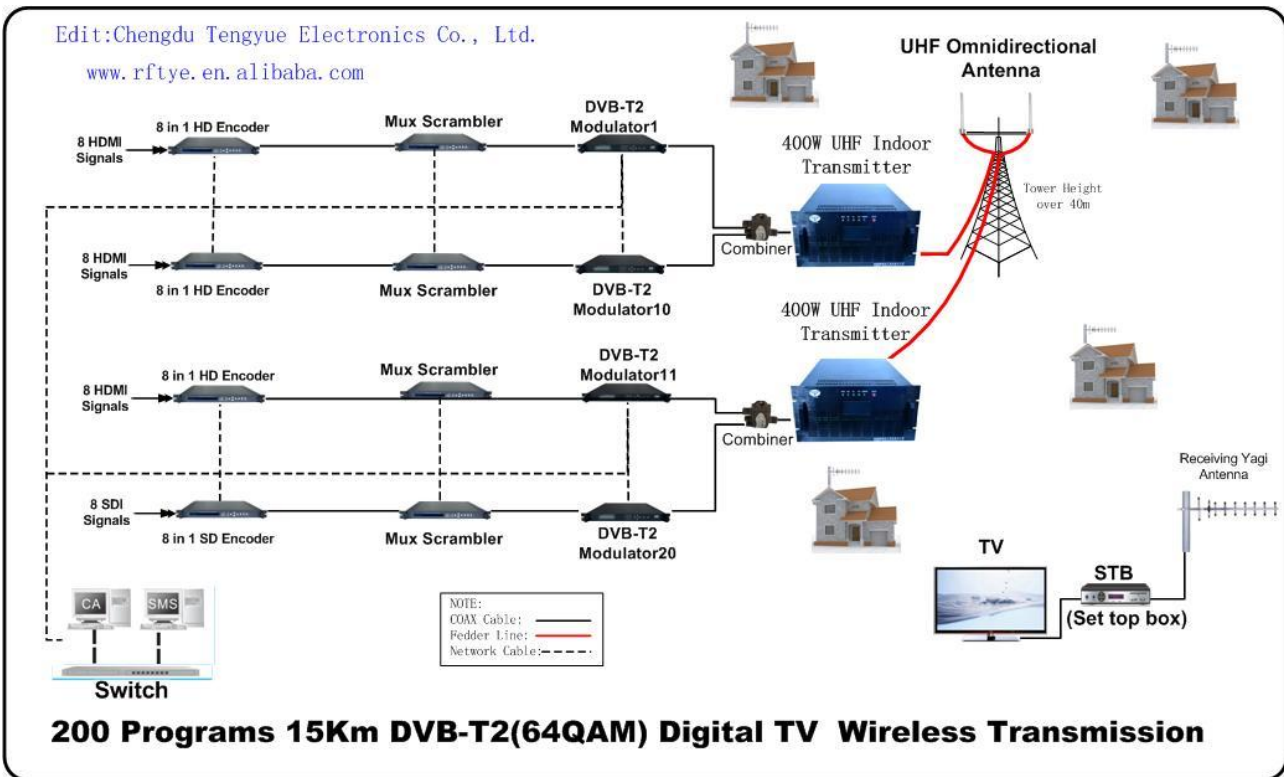 Edit:Chengdu Tengyue Electronics Co., Ltd.
www.rftye.en.alibaba.com
UHF Omnidirectional
Antenna
8 in 1 HD Encoder
Mux Scrambler
DVB-T2
Modulator1
8 HDMI
Signals
400W UHF Indoor
Transmitter
Tower Height
over 40m
Combiner
8 HDMI
Signals
8 in 1 HD Encoder
Mux Scrambler
DVB-T2
Modulator10
400W UHF Indoor
Transmitter
8 in 1 HD Encoder
Mux Scrambler
DVB-T2
Modulator11
8 HDMI
Signals
Combiner
8 SDI
Signals
8 in 1 SD Encoder
Mux Scrambler
DVB-T2
Modulator20
Receiving Yagi
Antenna
TV
STB
(Set top box)
CA
SMS
Switch
NOTE:
COAX Cable:
Fedder Line:
Network Cable:
200 Programs 15Km DVB-T2(64QAM) Digital TV Wireless Transmission